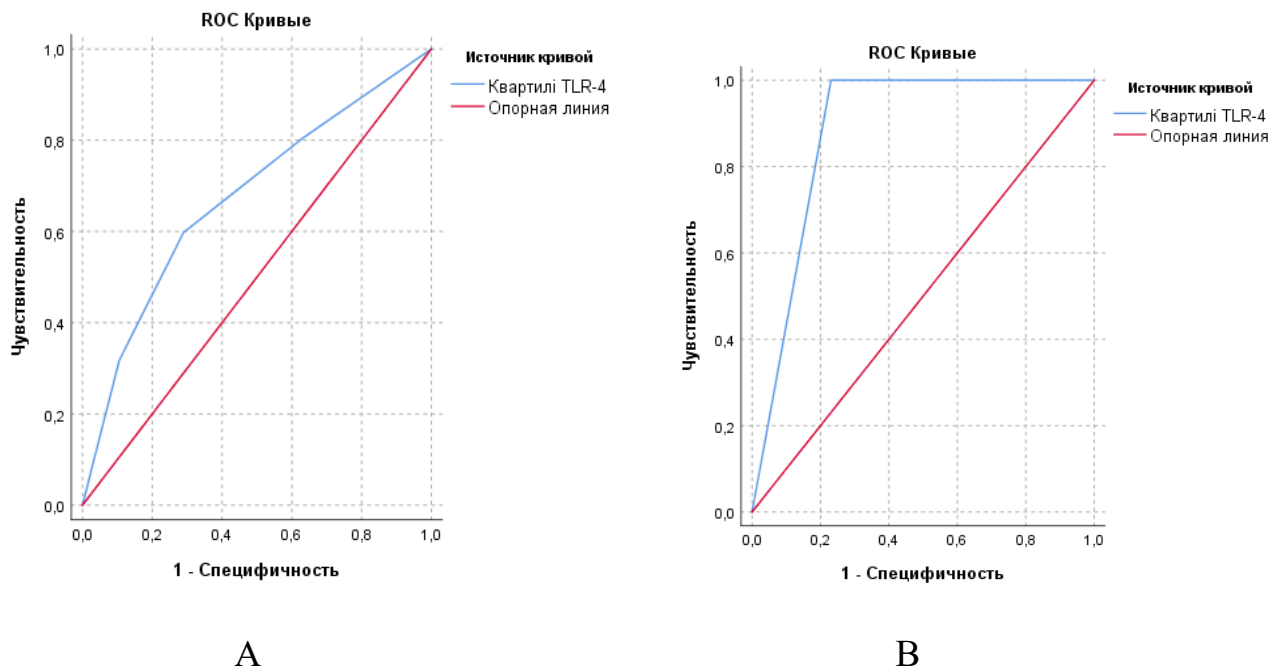 ROC Кривые
Источник кривой
Квартилі TLR-4
Опорная линия
Чувствительность
1,0
0,8
0,6
0,4
0,2
0,0
0,0 0,2 0,4 0,6 0,8 1,0
1 - Специфичность
A
ROC Кривые
Источник кривой
Квартилі TLR-4
Опорная линия
Чувствительность
1,0
0,8
0,6
0,4
0,2
0,0
0,0 0,2 0,4 0,6 0,8 1,0
1 - Специфичность
B